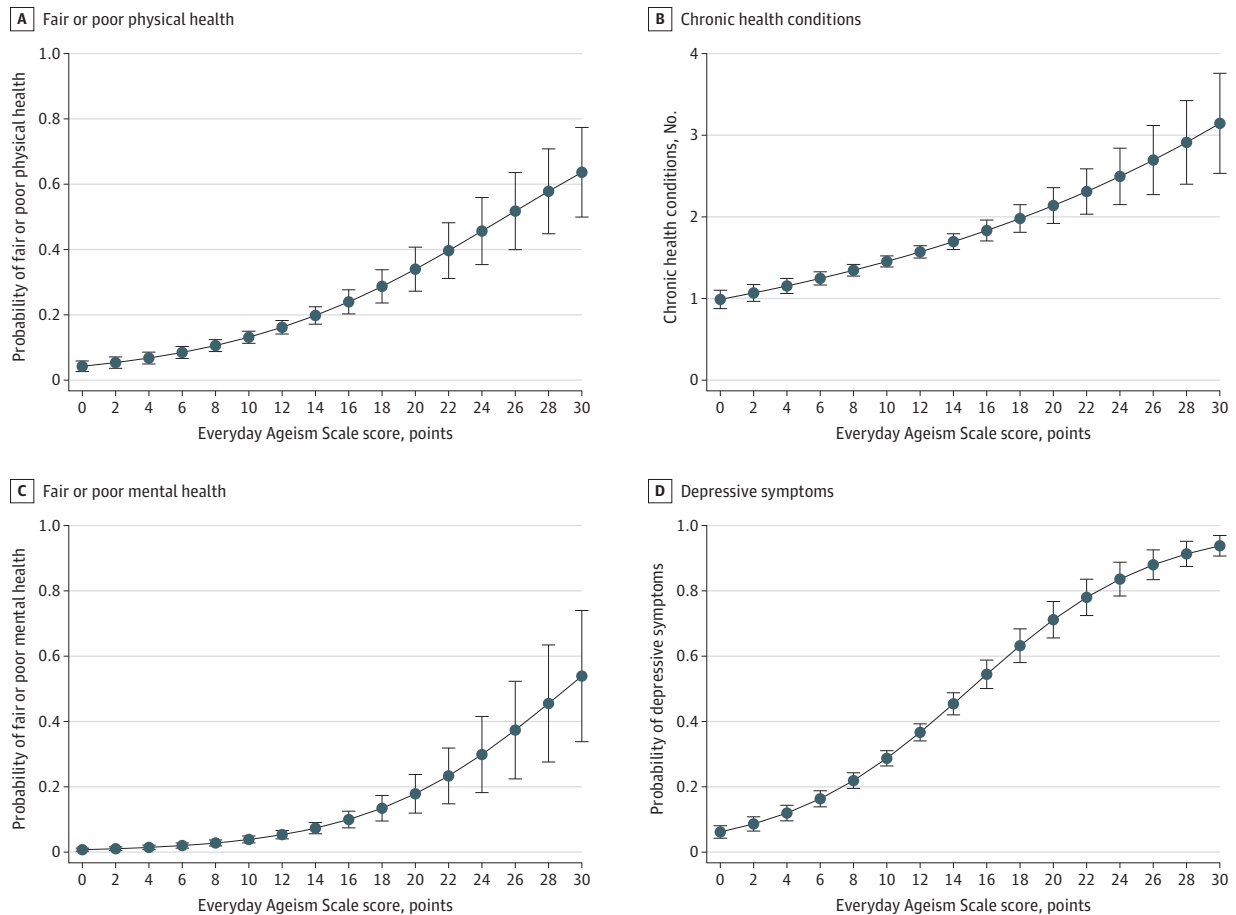 A Fair or poor physical health
Probability of fair or poor physical health
1.0
0.8
0.6
0.4
0.2
0
0 2 4 6 8 10 12 14 16 18 20 22 24 26 28 30
Everyday Ageism Scale score, points
B Chronic health conditions
Chronic health conditions, No.
4
3
2
1
0
0 2 4 6 8 10 12 14 16 18 20 22 24 26 28 30
Everyday Ageism Scale score, points
C Fair or poor mental health
Probability of fair or poor mental health
1.0
0.8
0.6
0.4
0.2
0
0 2 4 6 8 10 12 14 16 18 20 22 24 26 28 30
Everyday Ageism Scale score, points
D Depressive symptoms
Probability of depressive symptoms
1.0
0.8
0.6
0.4
0.2
0
0 2 4 6 8 10 12 14 16 18 20 22 24 26 28 30
Everyday Ageism Scale score, points